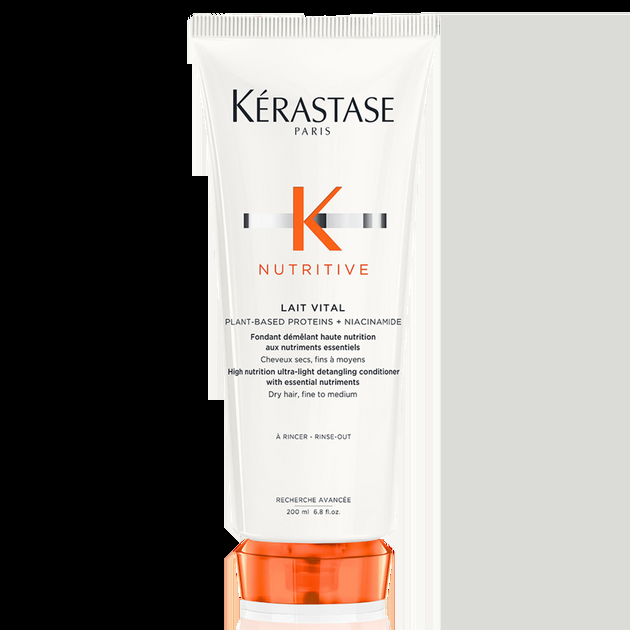 KÉRASTASE
PARIS
K
NUTRITIVE
LAIT VITAL
PLANT-BASED PROTEINS + NIACINAMIDE
Fondant démêlant haute nutrition
aux nutriments essentiels
Cheveux secs, fins à moyens
High nutrition ultra-light detangling conditioner
with essential nutriments
Dry hair, fine to medium
À RINCER - RINSE-OUT
RECHERCHE AVANCÉE
200 ml 6.8 fl.oz.